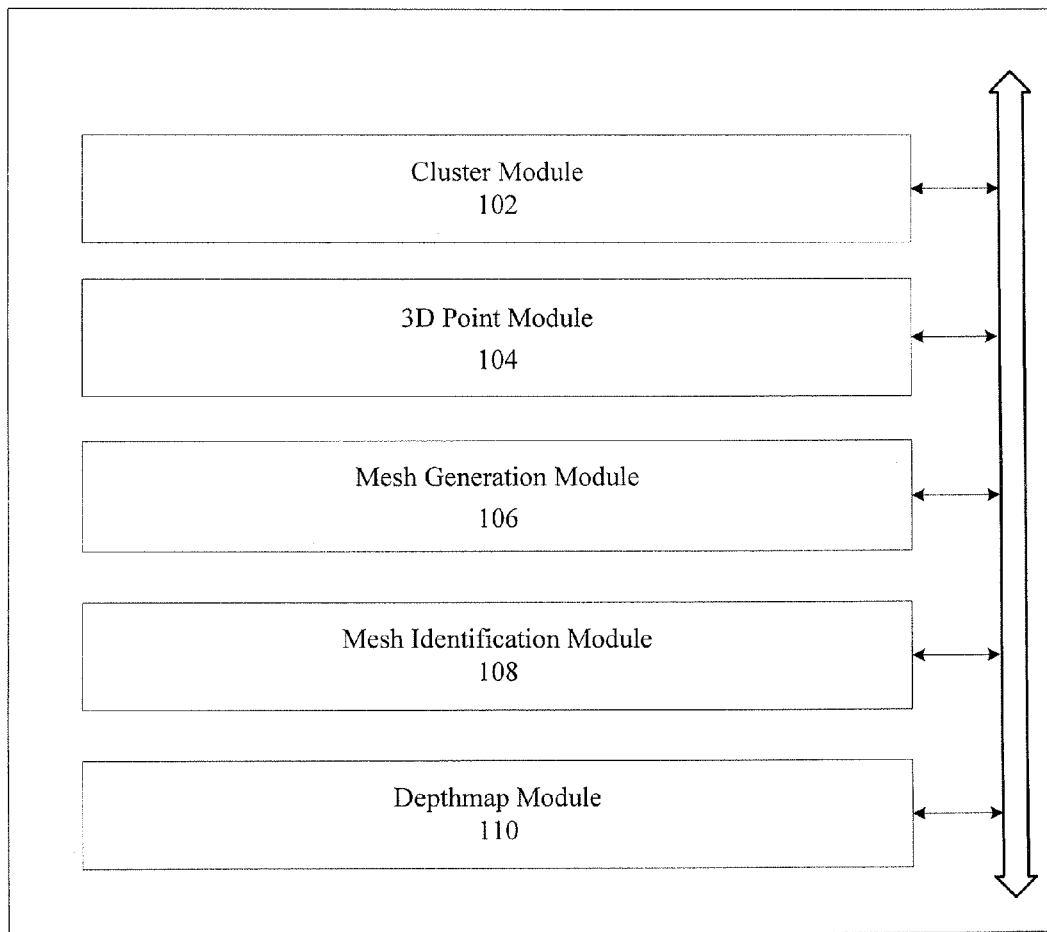 Cluster Module
102
3D Point Module
104
Mesh Generation Module
106
Mesh Identification Module
108
Depthmap Module
110